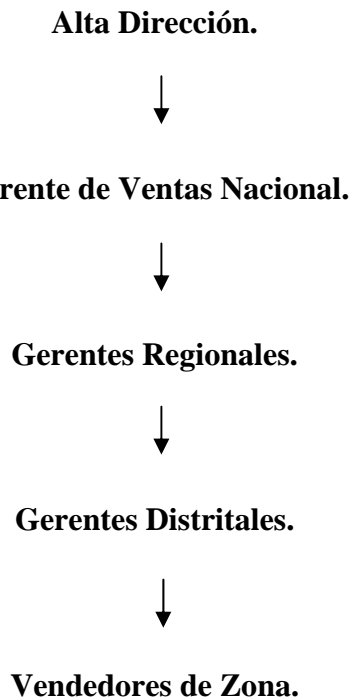 Alta Dirección.
rente de Ventas Nacional.
Gerentes Regionales.
Gerentes Distritales.
Vendedores de Zona.